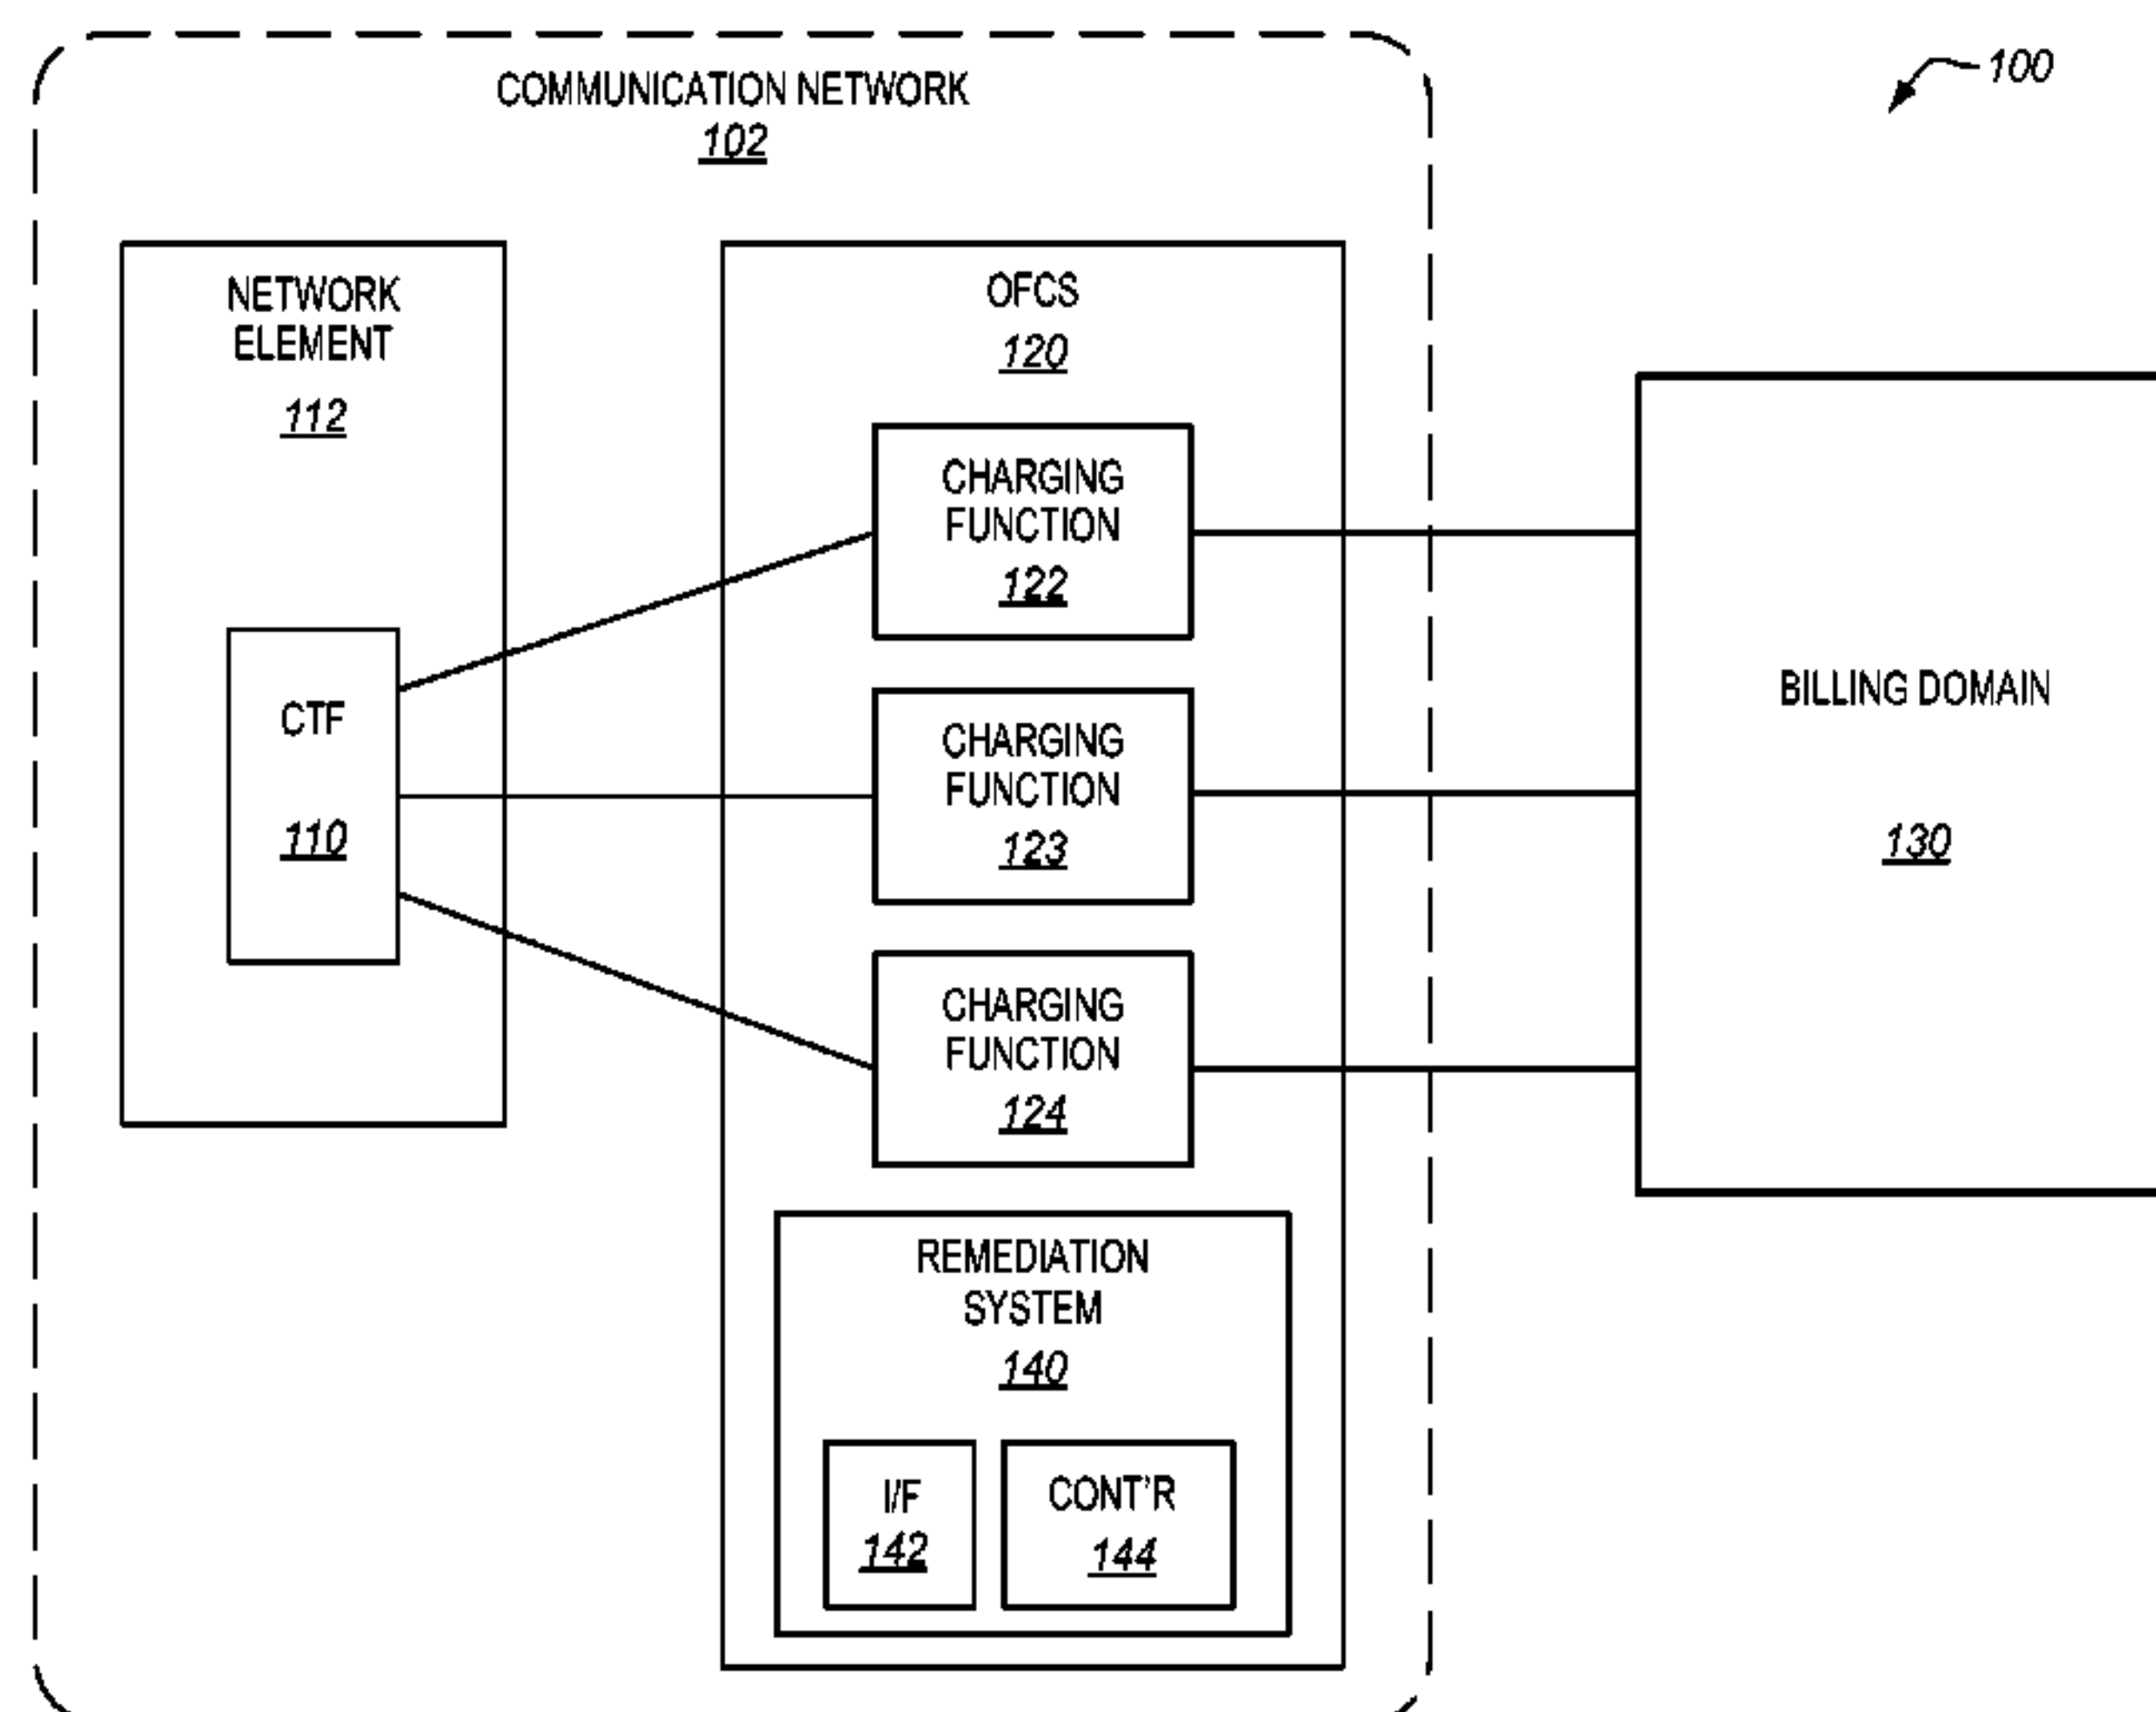 COMMUNICATION NETWORK
102
100
NETWORK
ELEMENT
112
CTF
110
OFCS
120
CHARGING
FUNCTION
122
CHARGING
FUNCTION
123
CHARGING
FUNCTION
124
REMEDIATION
SYSTEM
140
I/F
142
CONT'R
144
BILLING DOMAIN
130